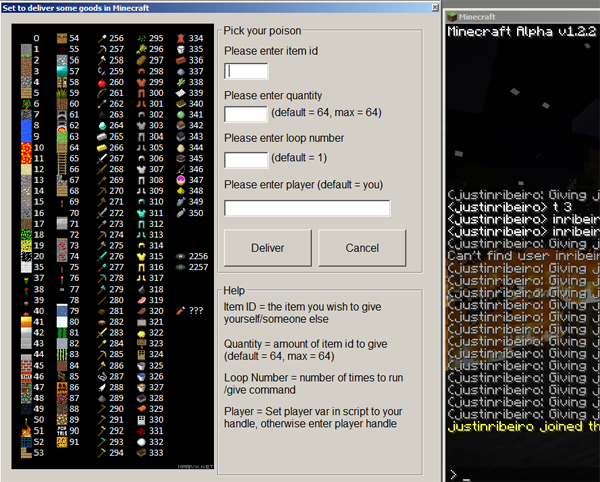 Set to deliver some goods in Minecraft
0 54 256 295 334
1 55 257 296 335
2 56 258 297 336
3 57 259 298 337
4 58 260 299 338
5 59 261 300 339
6 60 262 301 340
7 61 263 302 341
8 62 264 303 342
9 63 265 304 343
10 64 266 305 344
11 65 267 306 345
12 66 268 307 346
13 67 269 308 347
14 68 270 309 348
15 69 271 310 349
16 70 272 311 350
17 71 273 312
18 72 274 313
19 73 275 314
20 74 276 315 2256
35 75 277 316 2257
37 76 278 317
38 77 279 318
39 78 280 319
40 79 281 320 ???
41 80 282 321
42 81 283 322
43 82 284 323
44 83 285 324
45 84 286 325
46 85 287 326
47 86 288 327
48 87 289 328
49 88 290 329
50 89 291 330
51 90 292 331
52 91 293 332
53 294 333
Pick your poison
Please enter item id
Please enter quantity
(default = 64, max = 64)
Please enter loop number
(default = 1)
Please enter player (default = you)
Deliver
Cancel
Help
Item ID = the item you wish to give
yourself/someone else
Quantity = amount of item id to give
(default = 64, max = 64)
Loop Number = number of times to run
/give command
Player = Set player var in script to your
handle, otherwise enter player handle
Minecraft
Minecraft Alpha v1.2.2
(justinribeiro: Giving j
<justinribeiro> t 3
<justinribeiro> inribei
<justinribeiro> inribei
(justinribeiro: Giving j
Can't find user inribei
(justinribeiro: Giving j
(justinribeiro: Giving j
(justinribeiro: Giving j
(justinribeiro: Giving j
(justinribeiro: Giving j
(justinribeiro: Giving j
(justinribeiro: Giving j
(justinribeiro: Giving j
(justinribeiro: Giving j
(justinribeiro: Giving j
(justinribeiro: Giving j
(justinribeiro: Giving j
justinribeiro joined th
> _